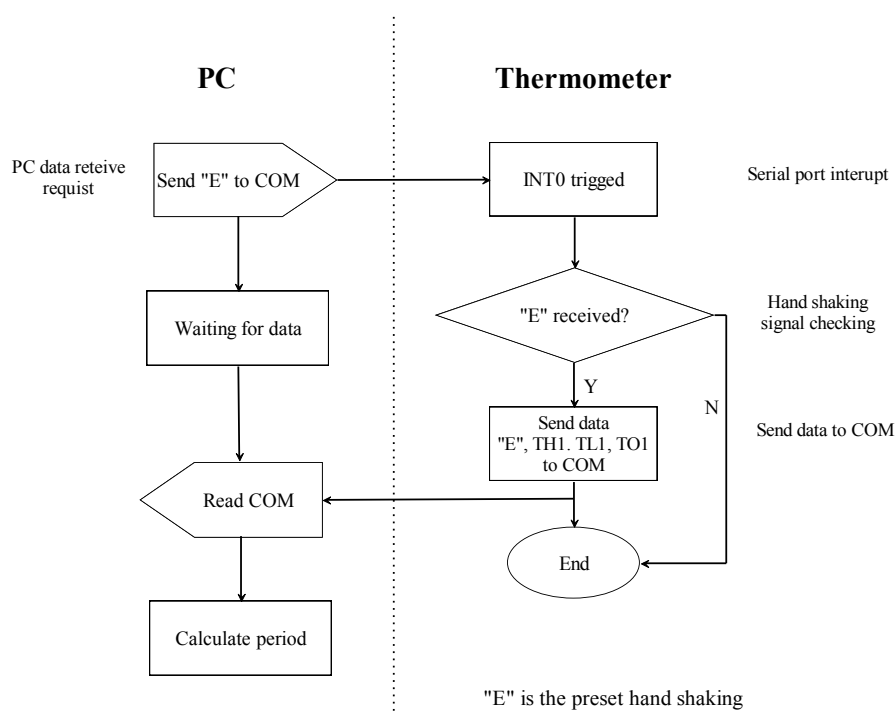 PC
Thermometer
PC data reteive
requist
Send "E" to COM
INT0 trigged
Serial port interupt
Waiting for data
"E" received?
Hand shaking
signal checking
Y
N
Send data
"E", TH1. TL1, TO1
to COM
Send data to COM
Read COM
End
Calculate period
"E" is the preset hand shaking